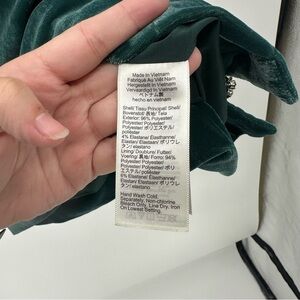 Made in Vietnam
Fabriqué Au Viêt Nam
Hergestellt in Vietnam
Vervaardigd in Vietnam
ベトナム製
hecho en vietnam
Shell/ Tissu Principal/ Shell/
Bovenstof/ 表地/ Tela
Exterior: 96% Polyester/
Polyester/ Polyester/
Polyester/ ポリエステル/
poliéster
4% Elastane/ Elasthanne/
Elastan/ Elastaan/ ポリウレ
タン/ elastano
Lining/ Doublure/ Futter/
Voering/ 裏地/ Forro: 94%
Polyester/ Polyester/
Polyester/ Polyester/ ポリ
エステル/ poliéster
6% Elastane/ Elasthanne/
Elastan/ Elastaan/ ポリウレ
タン/ elastano
Hand Wash Cold,
Separately, Non-chlorine
Bleach Only, Line Dry, Iron
On Lowest Setting